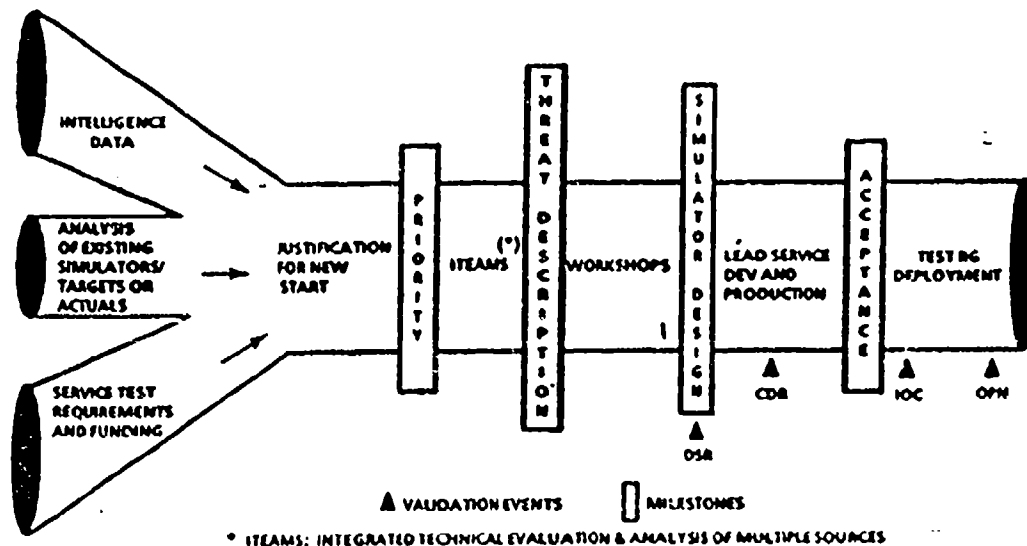 INTELLIGENCE
DATA
ANALYSIS
OF EXISTING
SIMULATORS/
TARGETS OR
ACTUALS
SERVICE TEST
REQUIREMENTS
AND FUNDING
JUSTIFICATION
FOR NEW
START
PRIORITY
ITEAMS (*)
THREAT DESCRIPTION
WORKSHOPS
SIMULATOR DESIGN
DSR
LEAD SERVICE
DEV AND
PRODUCTION
CDR
ACCEPTANCE
TEST RG
DEPLOYMENT
IOC
OPN
VALIDATION EVENTS
MILESTONES
* ITEAMS: INTEGRATED TECHNICAL EVALUATION & ANALYSIS OF MULTIPLE SOURCES